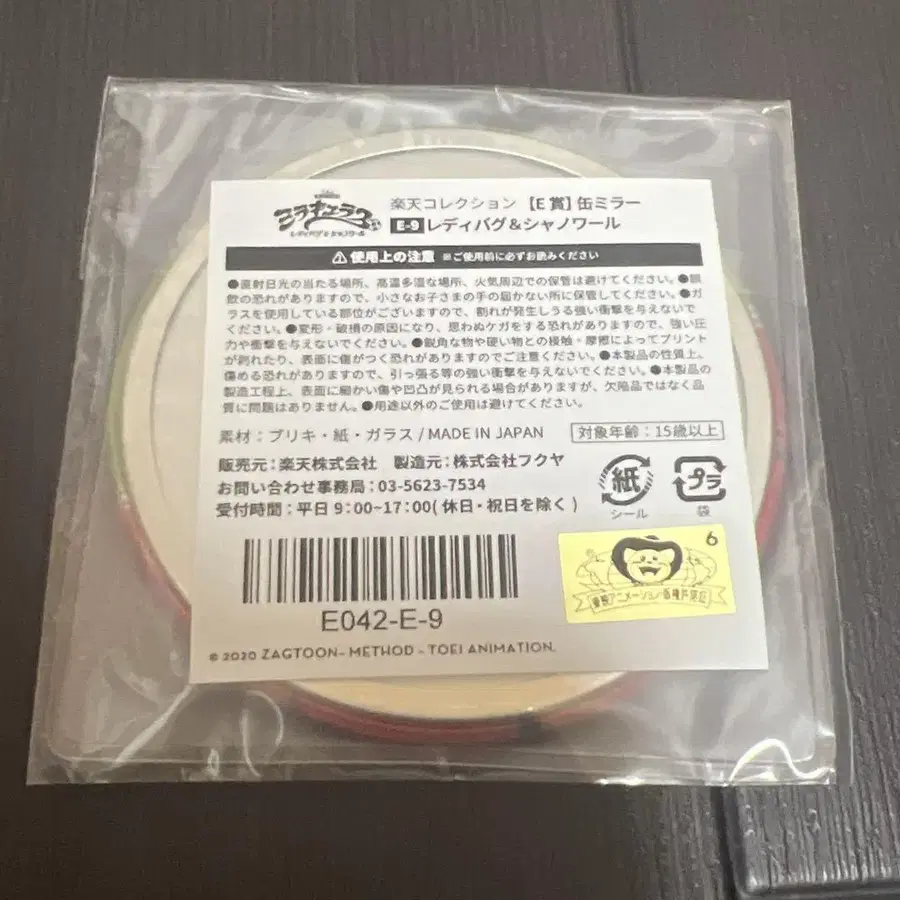 ミラキュラス
レディバグ&シャノワール
楽天コレクション 【E 賞】缶ミラー
E-9 レディバグ&シャノワール
使用上の注意 ※ご使用前に必ずお読みください
●直射日光の当たる場所、高温多湿な場所、火気周辺での保管は避けてください。●誤
飲の恐れがありますので、小さなお子さまの手の届かない所に保管してください。●ガ
ラスを使用している部位がございますので、割れが発生しうる強い衝撃を与えないで
ください。●変形・破損の原因になり、思わぬケガをする恐れがありますので、強い圧
力や衝撃を与えないでください。●鋭角な物や硬い物との接触・摩擦によってプリント
が剥れたり、表面に傷がつく恐れがありますのでご注意ください。●本製品の性質上、
傷める恐れがありますので、引っ張る等の強い衝撃を与えないでください。●本製品の
製造工程上、表面に細かい傷や凹凸が見られる場合がありますが、欠陥品ではなく品
質に問題はありません。●用途以外のご使用は避けてください。
素材：ブリキ・紙・ガラス / MADE IN JAPAN 対象年齢：15歳以上
販売元：楽天株式会社 製造元：株式会社フクヤ
お問い合わせ事務局：03-5623-7534
受付時間：平日 9:00~17:00( 休日・祝日を除く )
紙
シール
プラ
袋
6
東映アニメーション
E042-E-9
© 2020 ZAGTOON- METHOD - TOEI ANIMATION.